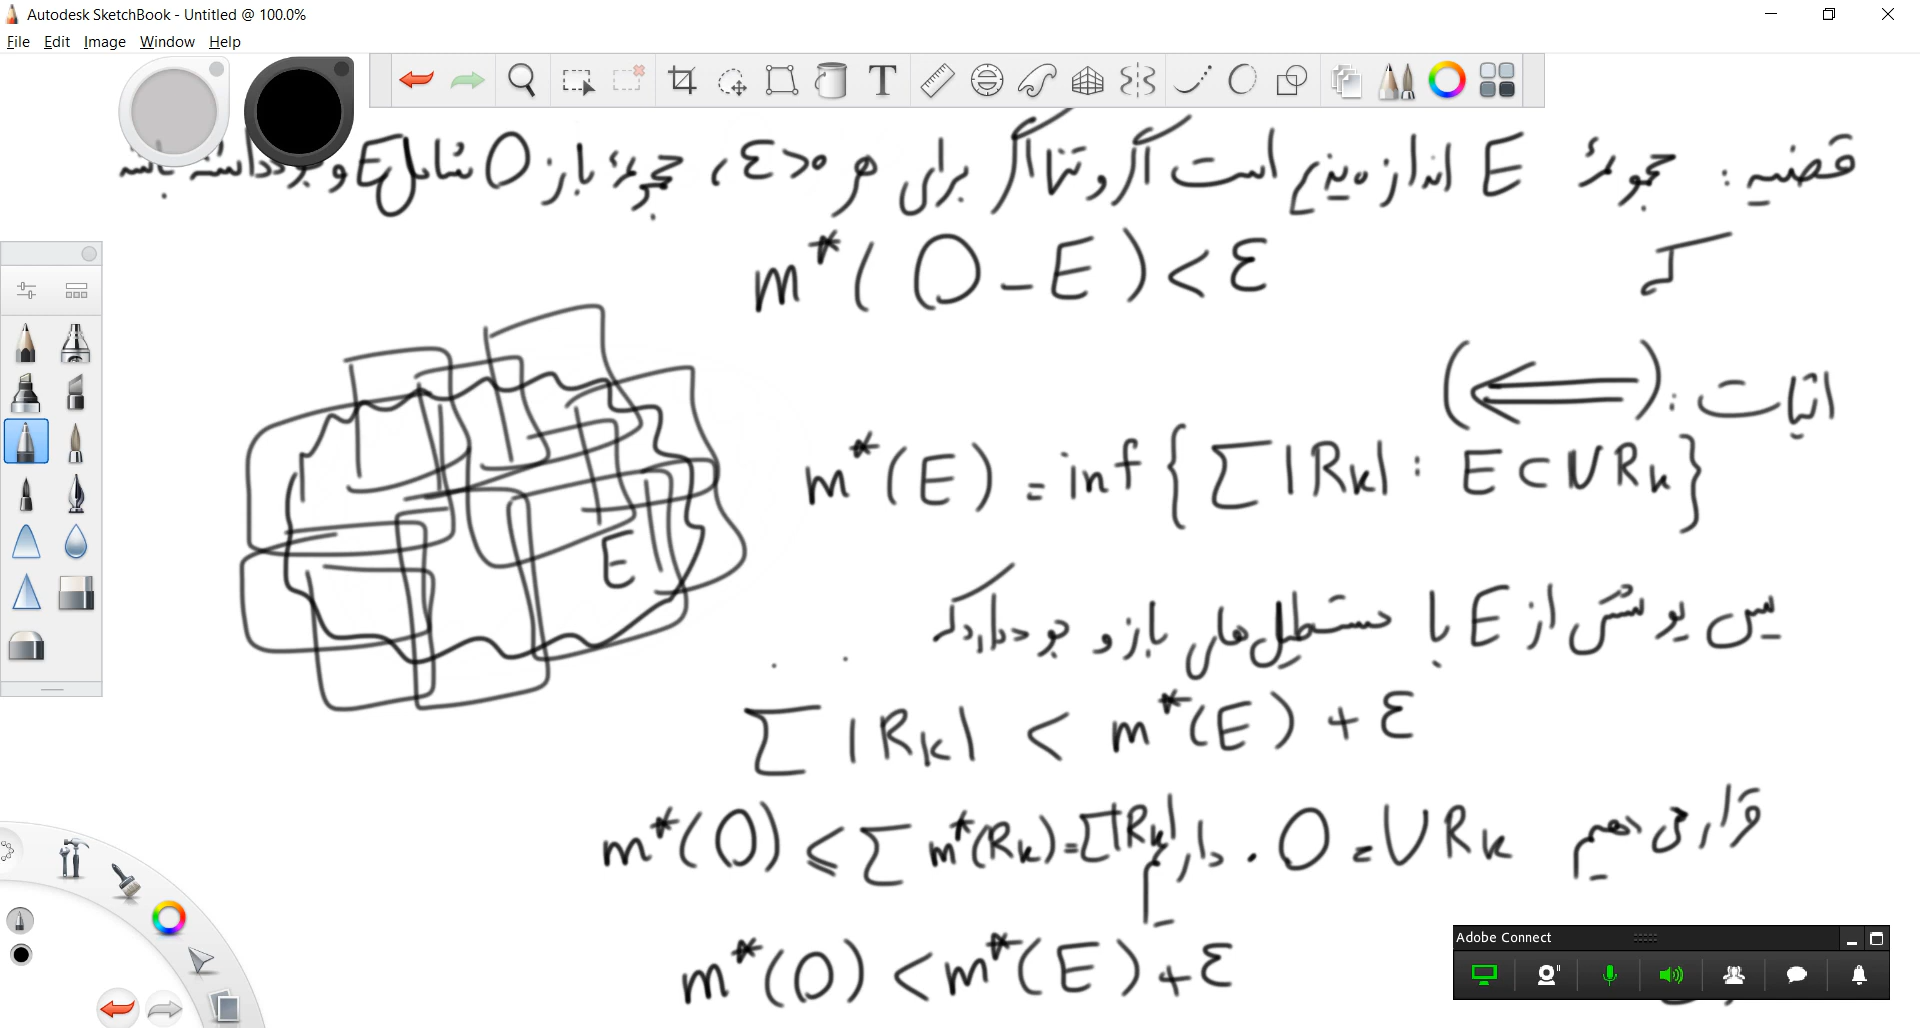 Autodesk SketchBook - Untitled @ 100.0%
File Edit Image Window Help
قضیه: مجموعهٔ E اندازه‌پذیر است اگر و تنها اگر برای هر ε>0، مجموعهٔ باز O شامل E وجود داشته باشد
که
m*(O-E)<ε
اثبات: (⟸)
m*(E)=inf{∑|Rk|: E⊂∪Rk}
E
پس پوششی از E با مستطیل‌های باز وجود دارد که
∑|Rk| < m*(E)+ε
قرار می‌دهیم O=∪Rk. داریم m*(O)≤∑m*(Rk)=∑|Rk|
m*(O)<m*(E)+ε
Adobe Connect